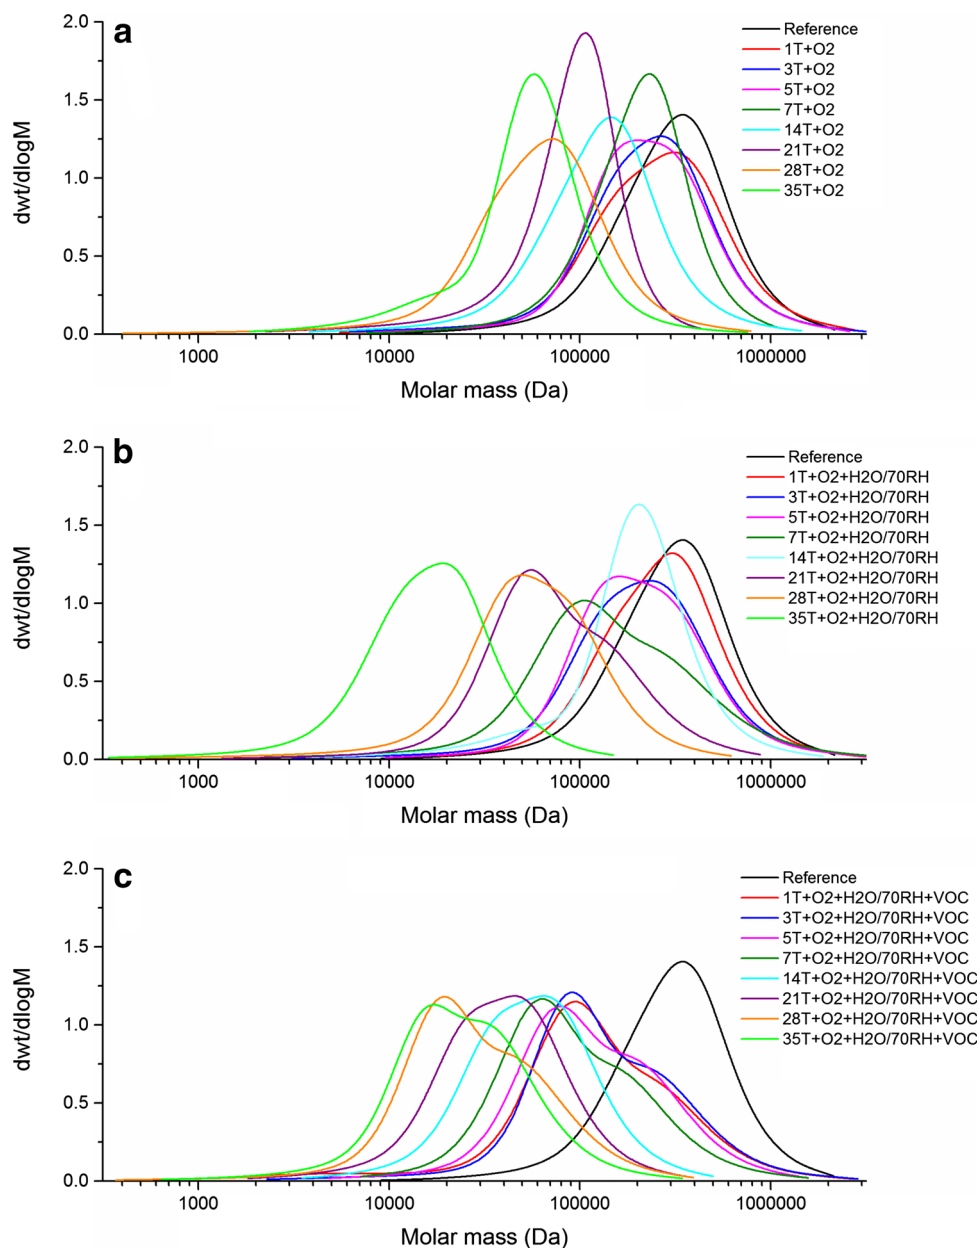 a
2.0
1.5
1.0
0.5
0.0
dwt/dlogM
Reference
1T+O2
3T+O2
5T+O2
7T+O2
14T+O2
21T+O2
28T+O2
35T+O2
1000 10000 100000 1000000
Molar mass (Da)
b
2.0
1.5
1.0
0.5
0.0
dwt/dlogM
Reference
1T+O2+H2O/70RH
3T+O2+H2O/70RH
5T+O2+H2O/70RH
7T+O2+H2O/70RH
14T+O2+H2O/70RH
21T+O2+H2O/70RH
28T+O2+H2O/70RH
35T+O2+H2O/70RH
1000 10000 100000 1000000
Molar mass (Da)
c
2.0
1.5
1.0
0.5
0.0
dwt/dlogM
Reference
1T+O2+H2O/70RH+VOC
3T+O2+H2O/70RH+VOC
5T+O2+H2O/70RH+VOC
7T+O2+H2O/70RH+VOC
14T+O2+H2O/70RH+VOC
21T+O2+H2O/70RH+VOC
28T+O2+H2O/70RH+VOC
35T+O2+H2O/70RH+VOC
1000 10000 100000 1000000
Molar mass (Da)